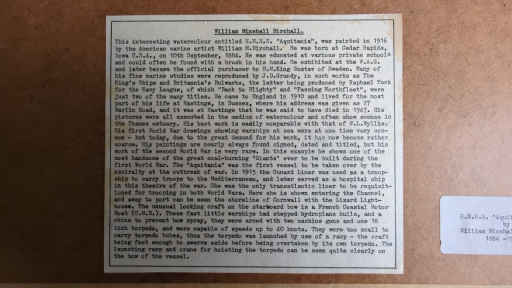 William Minshall Birchall.
This interesting watercolour entitled H.M.S. "Aquitania", was painted in 1916
by the American marine artist William M.Birchall. He was born at Cedar Rapids,
Iowa U.S.A., on 10th September, 1884. He was educated at various private schools
and could often be found with a brush in his hand. He exhibited at the
and later became the official purchaser to H.M.King Gustav of Sweden. Many of
his fine marine studies were reproduced by J.D.Grundy, in such works as The
King's Ships and Britannia's Bulwarks, the latter being produced by Raphael Tuck
for the Navy League, of which "Back to Blighty" and "Passing Northfleet", were
just two of the many titles. He came to England in 1910 and lived for the most
part of his life at Hastings, in Sussex, where his address was given as 27
Berlin Road, and it was at Hastings that he was said to have died in 1941. His
pictures were all executed in the medium of watercolour and often show scenes in
the Thames estuary. His best work is easily comparable with that of W.L.Wyllie.
His first World War drawings showing warships at sea were at one time very com-
mon - but today, due to the great demand for his work, it has now become rather
scarce. His paintings are nearly always found signed, dated and titled, but his
work of the second World War is very rare. In this example he shows one of the
most handsome of the great coal-burning "Giants" ever to be built during the
first World War. The "Aquitania" was the first vessel to be taken over by the
Admiralty at the outbreak of war. In 1915 the Cunard liner was used as a troop-
ship to carry troops to the Mediterranean, and later served as a hospital ship
in this theatre of the war. She was the only transatlantic liner to be requisit-
ioned for trooping in both World Wars. Here she is shown entering the Channel,
and away to port can be seen the shoreline of Cornwall with the Lizard Light-
house. The unusual looking craft on the starboard bow is a French Coastal Motor
Boat (C.M.B.). These fast little warships had stepped hydroplane hulls, and a
chine to prevent bow spray, they were armed with two machine guns and one 18
inch torpedo, and were capable of speeds up to 40 knots. They were too small to
carry torpedo tubes, thus the torpedo was launched by use of a ramp - the craft
being fast enough to swerve aside before being overtaken by its own torpedo. The
launching ramp and crane for hoisting the torpedo can be seen quite clearly on
the bow of the vessel.
H.M.S. "Aquit
by
William Minshal
1884 -